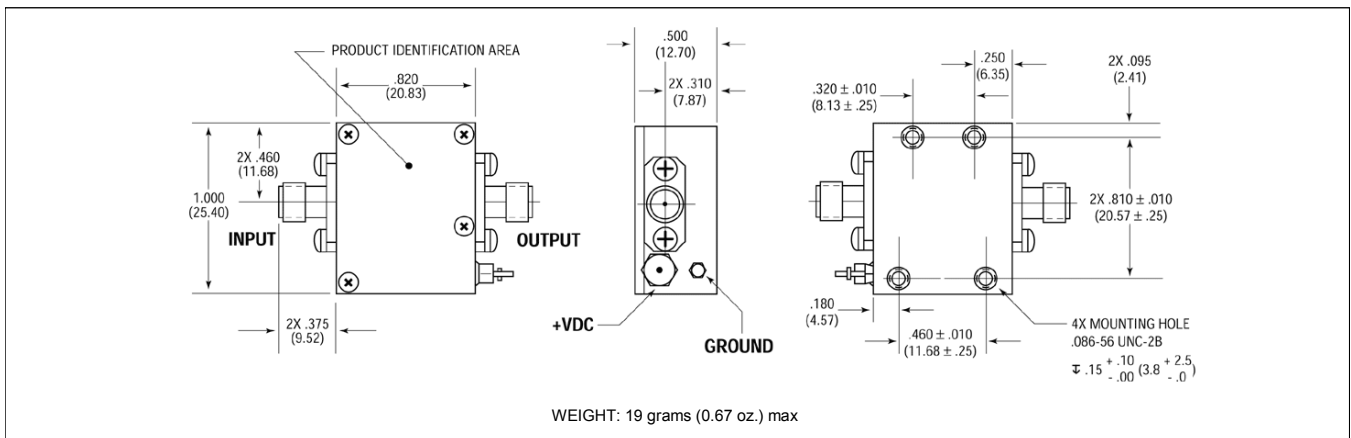 PRODUCT IDENTIFICATION AREA
.820
(20.83)
2X .460
(11.68)
1.000
(25.40)
INPUT
OUTPUT
2X .375
(9.52)
.500
(12.70)
2X .310
(7.87)
+VDC
GROUND
.250
(6.35)
2X .095
(2.41)
.320 ± .010
(8.13 ± .25)
2X .810 ± .010
(20.57 ± .25)
.180
(4.57)
.460 ± .010
(11.68 ± .25)
4X MOUNTING HOLE
.086-56 UNC-2B
↧ .15 + .10 - .00 (3.8 + 2.5 - .0)
WEIGHT: 19 grams (0.67 oz.) max